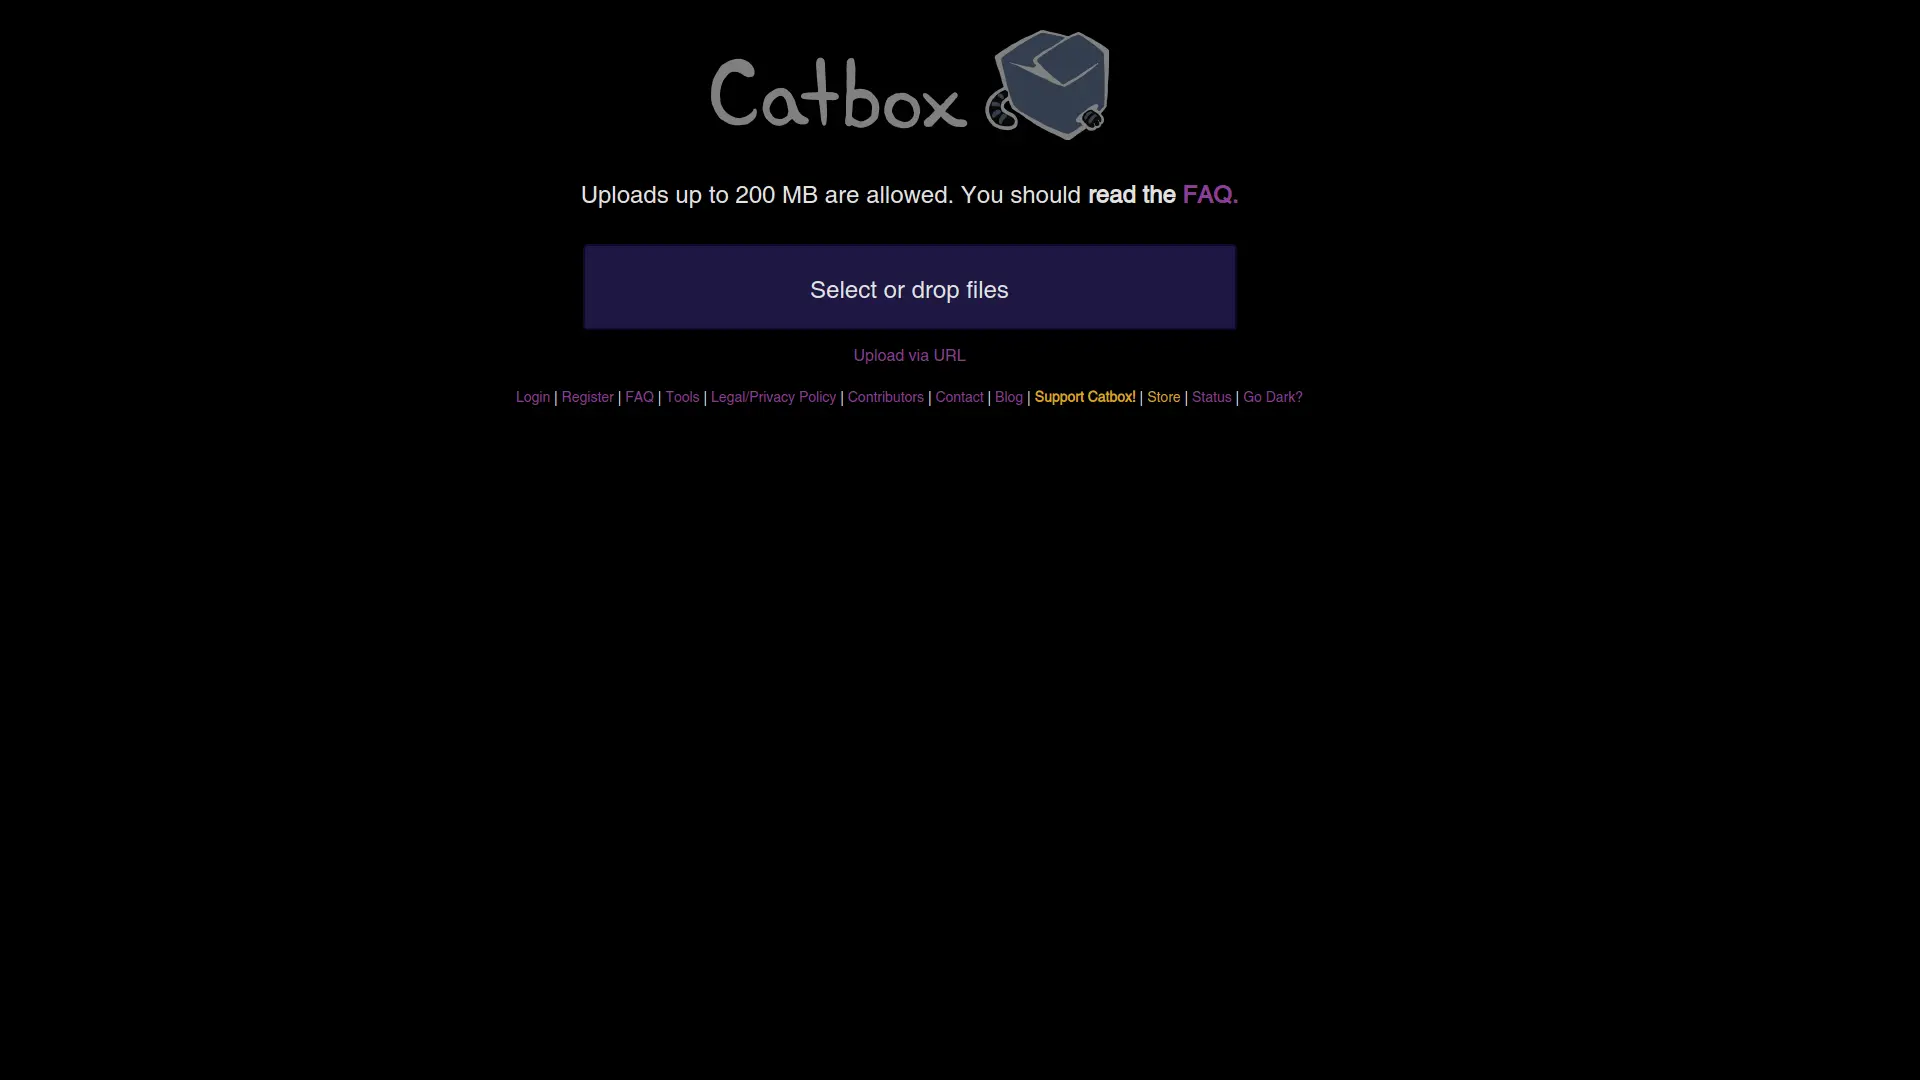 Catbox
Uploads up to 200 MB are allowed. You should read the FAQ.
Select or drop files
Upload via URL
Login | Register | FAQ | Tools | Legal/Privacy Policy | Contributors | Contact | Blog | Support Catbox! | Store | Status | Go Dark?